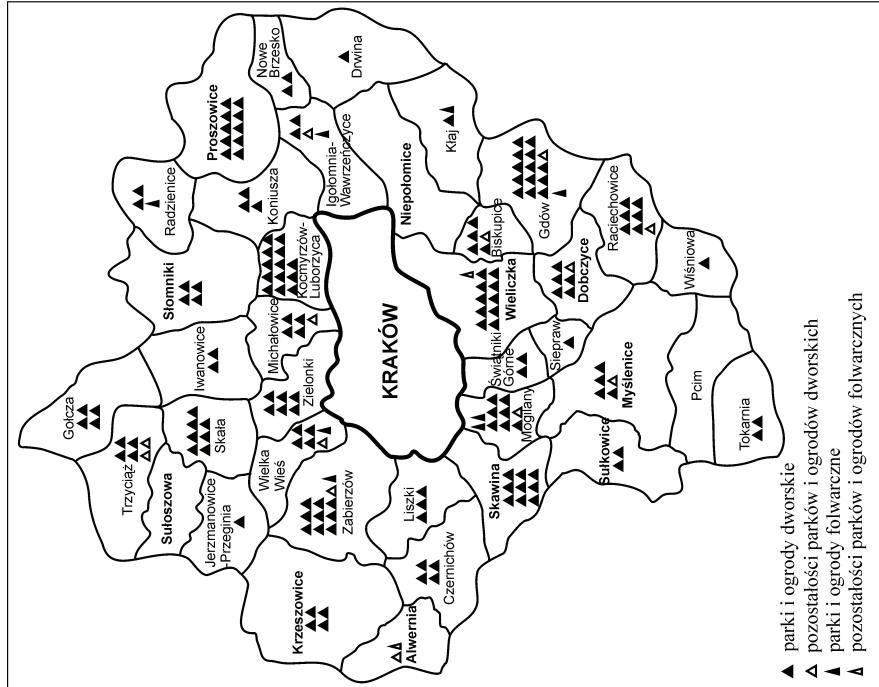 Gołcza
Trzyciąż
Sułoszowa
Słomniki
Radzienice
Iwanowice
Jerzmanowice
-Przeginia
Skała
Proszowice
Wielka
Wieś
Michałowice
Koniusza
Nowe
Brzesko
Krzeszowice
Zielonki
Kocmyrzów-
Luborzyca
Zabierzów
Igołomnia-
Wawrzeńczyce
Drwina
KRAKÓW
Alwernia
Liszki
Niepołomice
Czernichów
Kłaj
Skawina
Świątniki
Górne
Wieliczka
Biskupice
Mogilany
Gdów
Siepraw
Dobczyce
Sułkowice
Myślenice
Raciechowice
Wiśniowa
Pcim
Tokarnia
parki i ogrody dworskie
pozostałości parków i ogrodów dworskich
parki i ogrody folwarczne
pozostałości parków i ogrodów folwarcznych